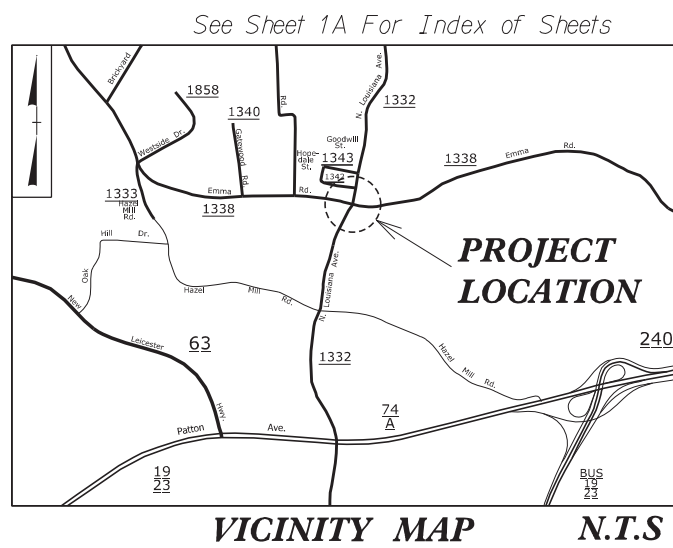 See Sheet 1A For Index of Sheets
Brickyard
1858
1340
Rd.
N. Louisiana Ave.
1332
Westside Dr.
Gatewood
Rd.
Goodwill
St.
Hope-
dale
St.
1343
1342
1338
Emma
Rd.
1333
Hazel
Mill
Rd.
Emma
Rd.
1338
Hill
Dr.
Oak
New
Hazel
Mill
Rd.
N. Louisiana Ave.
PROJECT
LOCATION
Leicester
63
Hwy
1332
Hazel
Mill
Rd.
240
74
A
Patton
Ave.
19
23
BUS
19
23
VICINITY MAP
N.T.S